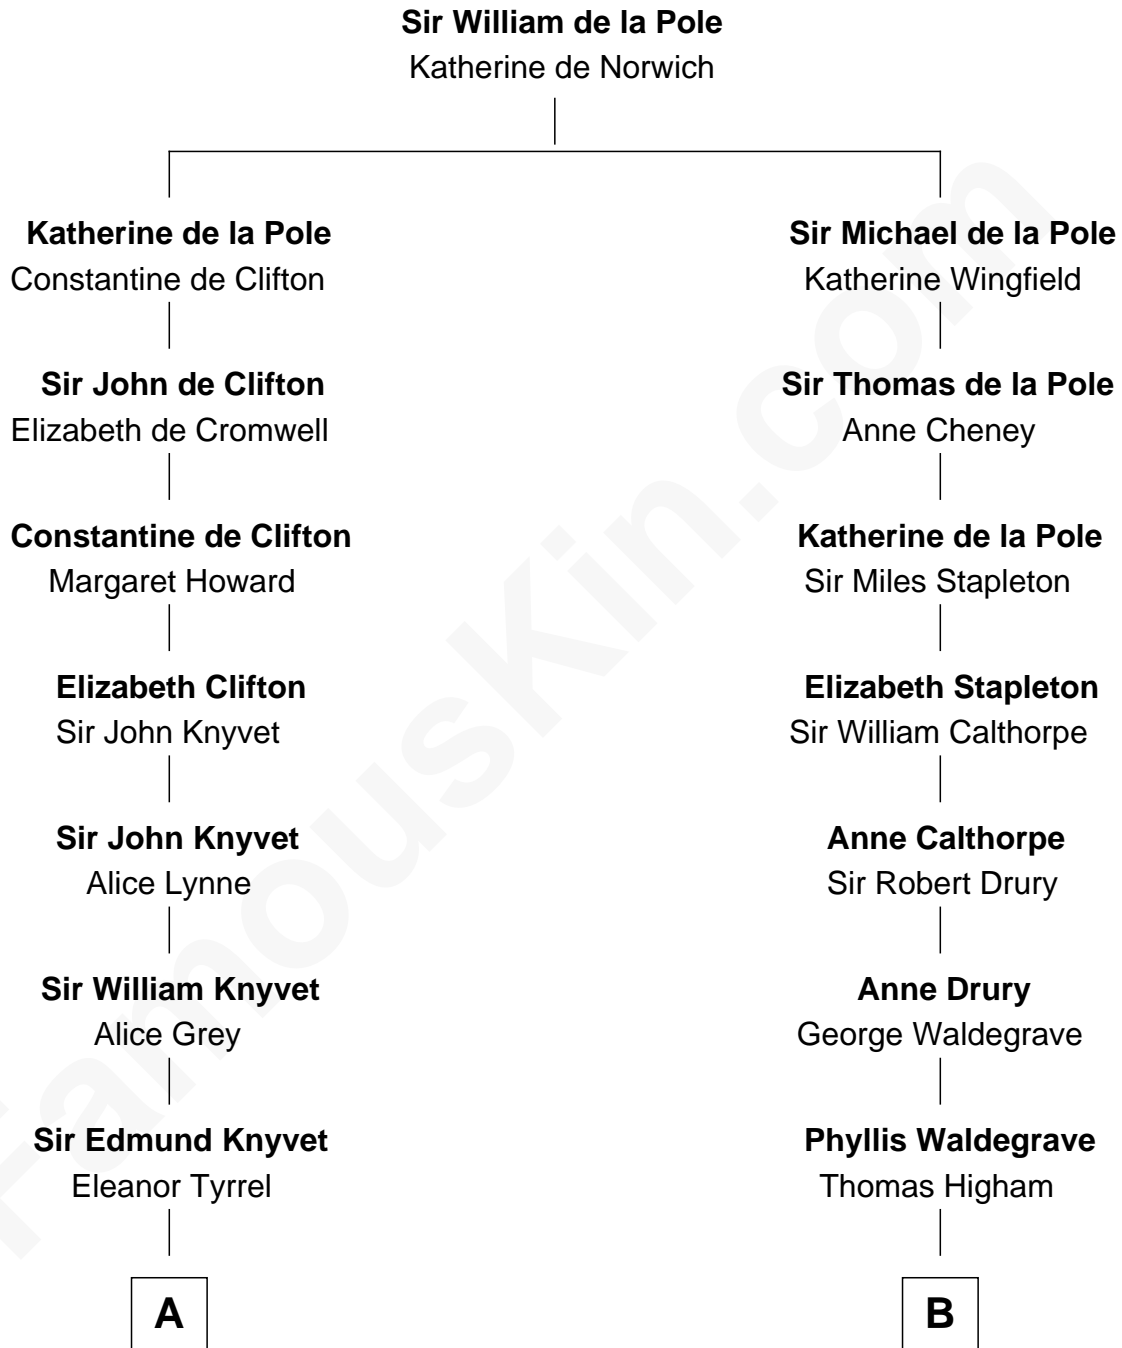 Sir William de la Pole
Katherine de Norwich
Katherine de la Pole
Constantine de Clifton
Sir Michael de la Pole
Katherine Wingfield
Sir John de Clifton
Elizabeth de Cromwell
Sir Thomas de la Pole
Anne Cheney
Constantine de Clifton
Margaret Howard
Katherine de la Pole
Sir Miles Stapleton
Elizabeth Clifton
Sir John Knyvet
Elizabeth Stapleton
Sir William Calthorpe
Sir John Knyvet
Alice Lynne
Anne Calthorpe
Sir Robert Drury
Sir William Knyvet
Alice Grey
Anne Drury
George Waldegrave
Sir Edmund Knyvet
Eleanor Tyrrel
Phyllis Waldegrave
Thomas Higham
A
B
FamousKin.com